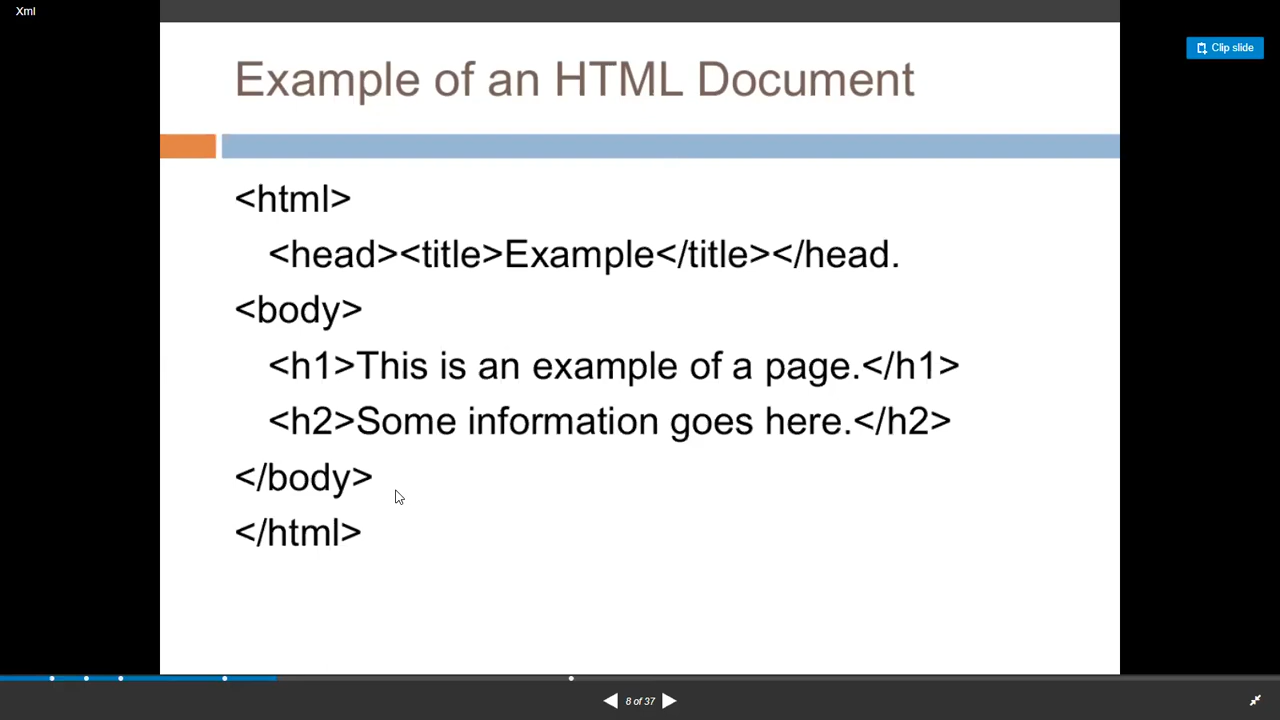 Xml
Clip slide
Example of an HTML Document
<html>
<head><title>Example</title></head.
<body>
<h1>This is an example of a page.</h1>
<h2>Some information goes here.</h2>
</body>
</html>
8 of 37